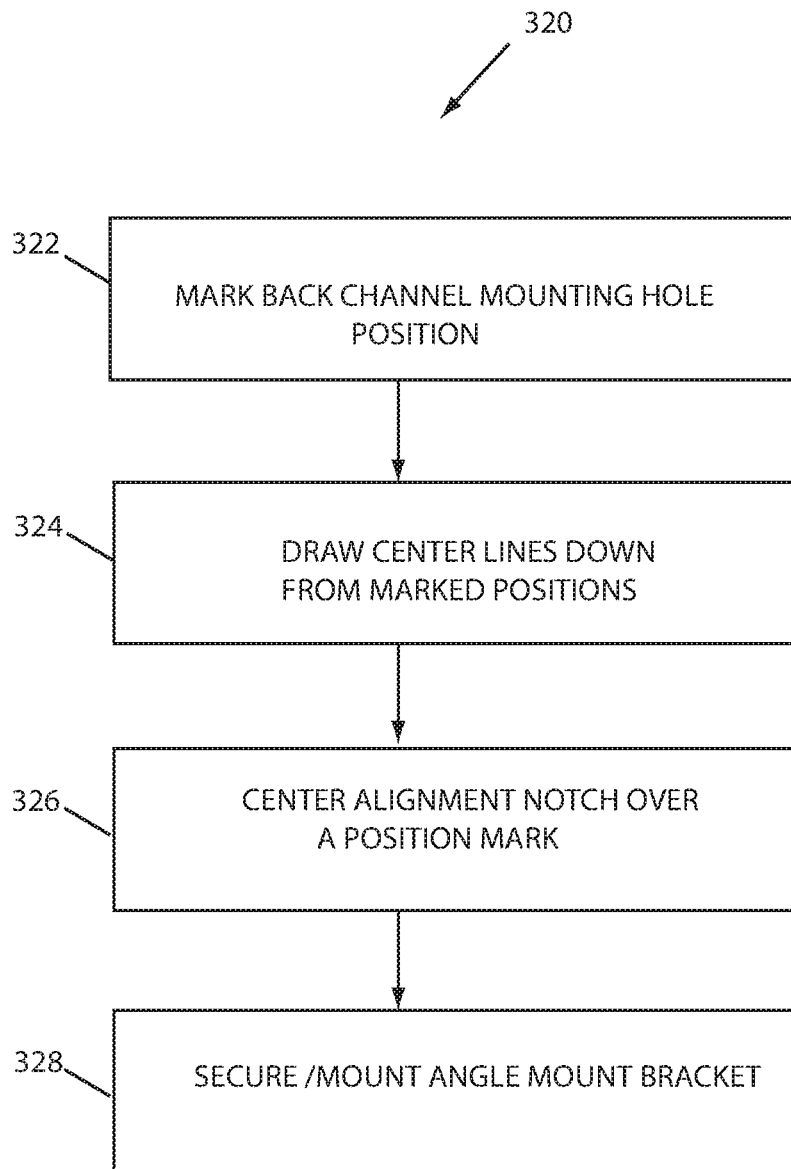 320
322
MARK BACK CHANNEL MOUNTING HOLE
POSITION
324
DRAW CENTER LINES DOWN
FROM MARKED POSITIONS
326
CENTER ALIGNMENT NOTCH OVER
A POSITION MARK
328
SECURE /MOUNT ANGLE MOUNT BRACKET